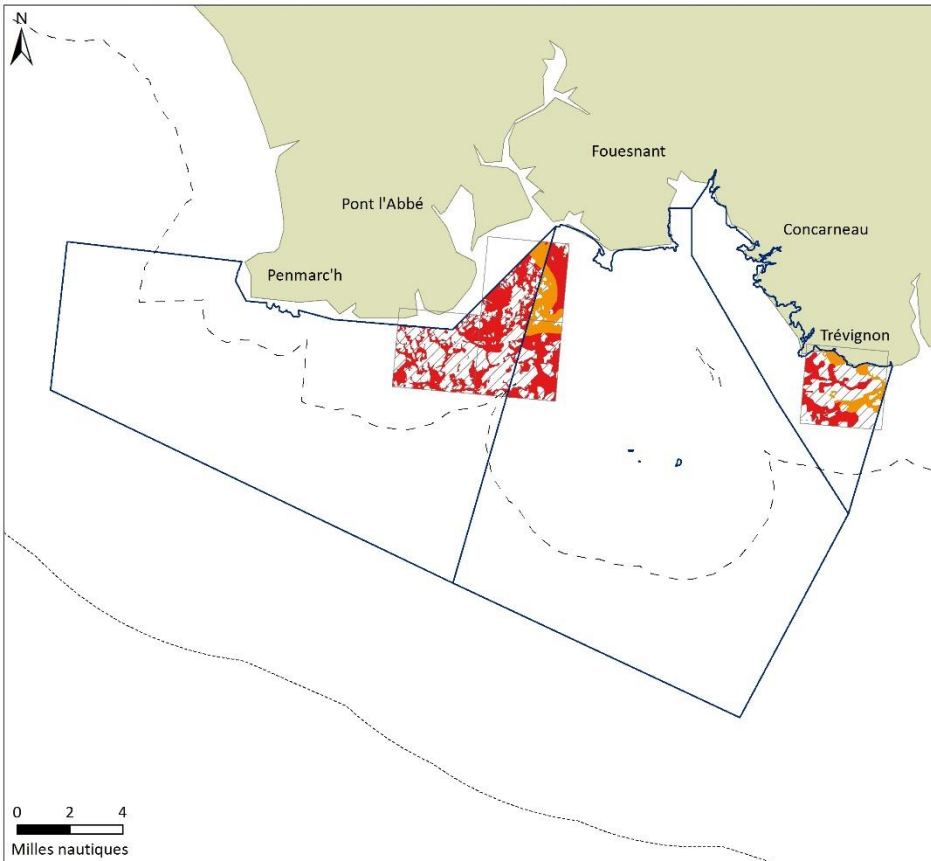 N
Fouesnant
Pont l'Abbé
Concarneau
Penmarc'h
Trévignon
0 2 4
Milles nautiques